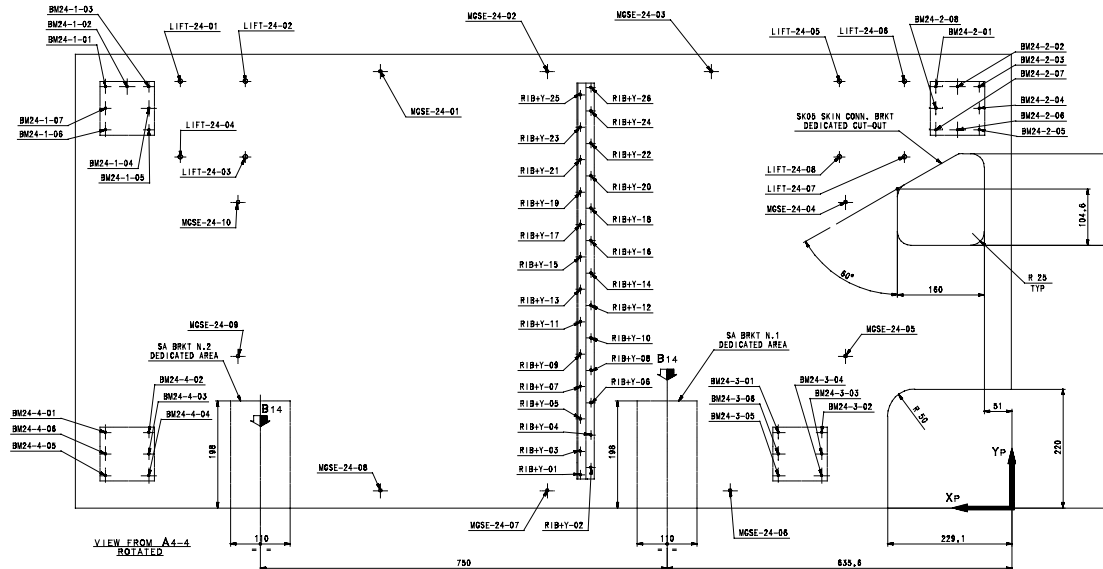 BM24-1-03
BM24-1-02
BM24-1-01
LIFT-24-01
LIFT-24-02
MGSE-24-02
MGSE-24-03
LIFT-24-05
LIFT-24-06
BM24-2-08
BM24-2-01
BM24-2-02
BM24-2-03
BM24-2-07
BM24-2-04
BM24-2-06
BM24-2-05
MGSE-24-01
BM24-1-07
BM24-1-06
BM24-1-04
BM24-1-05
LIFT-24-04
LIFT-24-03
MGSE-24-10
RIB+Y-25
RIB+Y-23
RIB+Y-21
RIB+Y-19
RIB+Y-17
RIB+Y-15
RIB+Y-13
RIB+Y-11
RIB+Y-09
RIB+Y-07
RIB+Y-05
RIB+Y-03
RIB+Y-01
RIB+Y-26
RIB+Y-24
RIB+Y-22
RIB+Y-20
RIB+Y-18
RIB+Y-16
RIB+Y-14
RIB+Y-12
RIB+Y-10
RIB+Y-08
RIB+Y-06
RIB+Y-04
RIB+Y-02
SK05 SKIN CONN. BRKT
DEDICATED CUT-OUT
LIFT-24-08
LIFT-24-07
MGSE-24-04
104,6
60°
160
R 25
TYP
MGSE-24-09
SA BRKT N.2
DEDICATED AREA
SA BRKT N.1
DEDICATED AREA
MGSE-24-05
B14
B14
BM24-4-02
BM24-4-03
BM24-4-04
BM24-4-01
BM24-4-06
BM24-4-05
BM24-3-01
BM24-3-06
BM24-3-05
BM24-3-04
BM24-3-03
BM24-3-02
R 50
51
220
198
198
MGSE-24-08
MGSE-24-07
MGSE-24-06
YP
XP
VIEW FROM A4-4
ROTATED
110
= =
110
= =
229,1
750
635,6